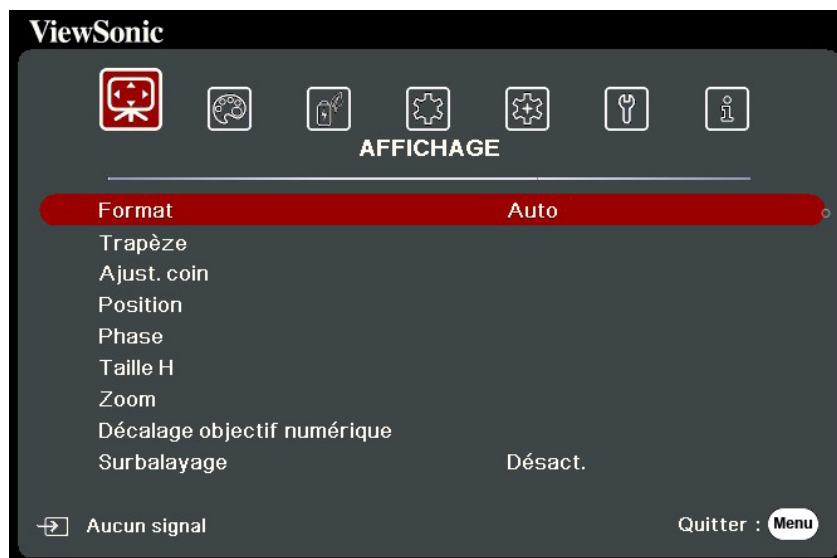 ViewSonic
AFFICHAGE
Format Auto
Trapèze
Ajust. coin
Position
Phase
Taille H
Zoom
Décalage objectif numérique
Surbalayage Désact.
Aucun signal Quitter : Menu